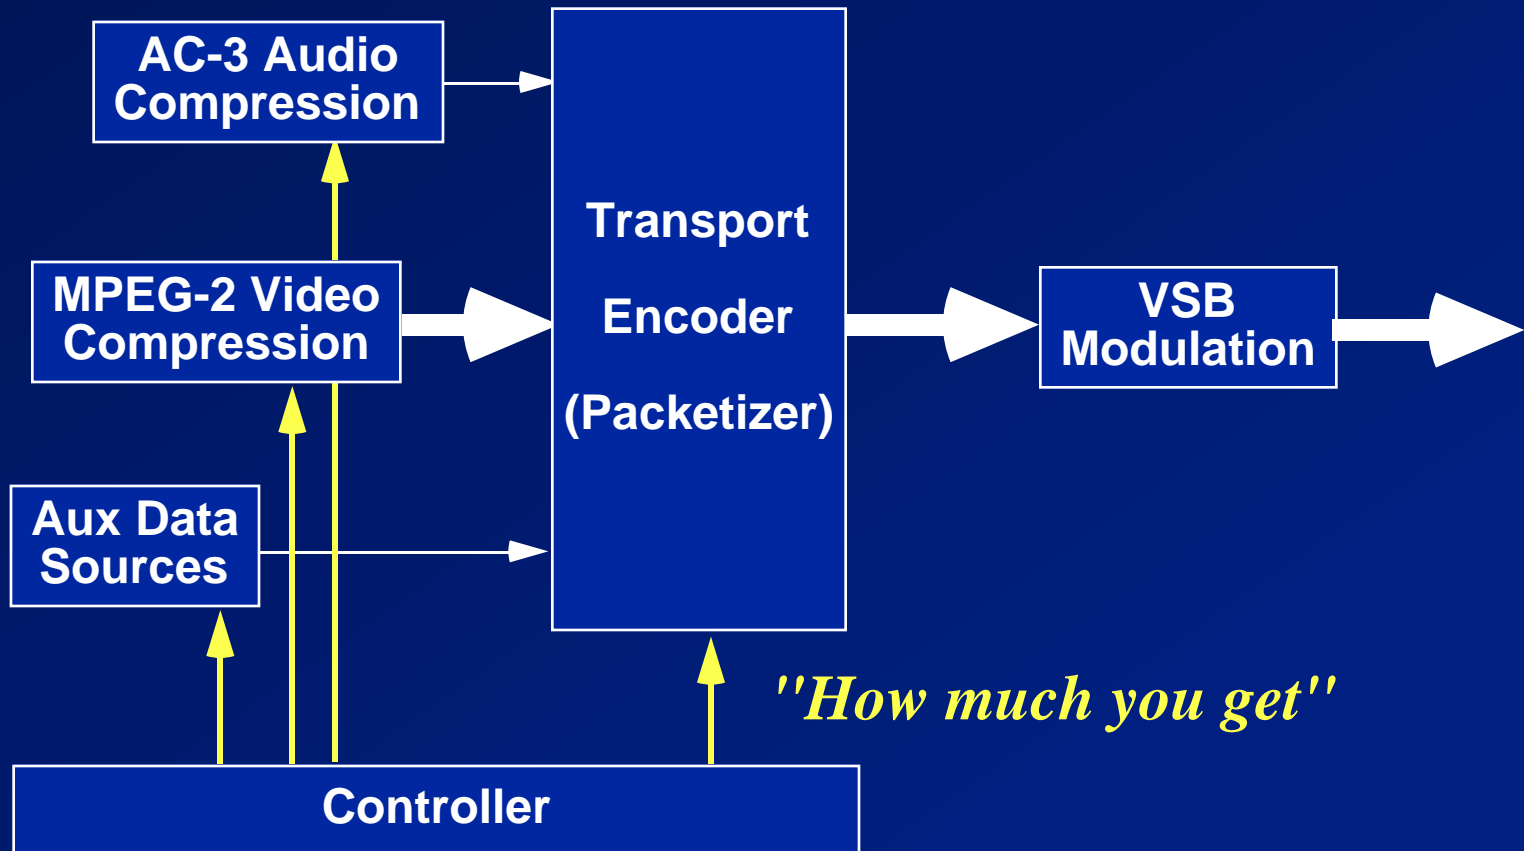 AC-3 Audio
Compression
Transport
Encoder
(Packetizer)
MPEG-2 Video
Compression
VSB
Modulation
Aux Data
Sources
"How much you get"
Controller